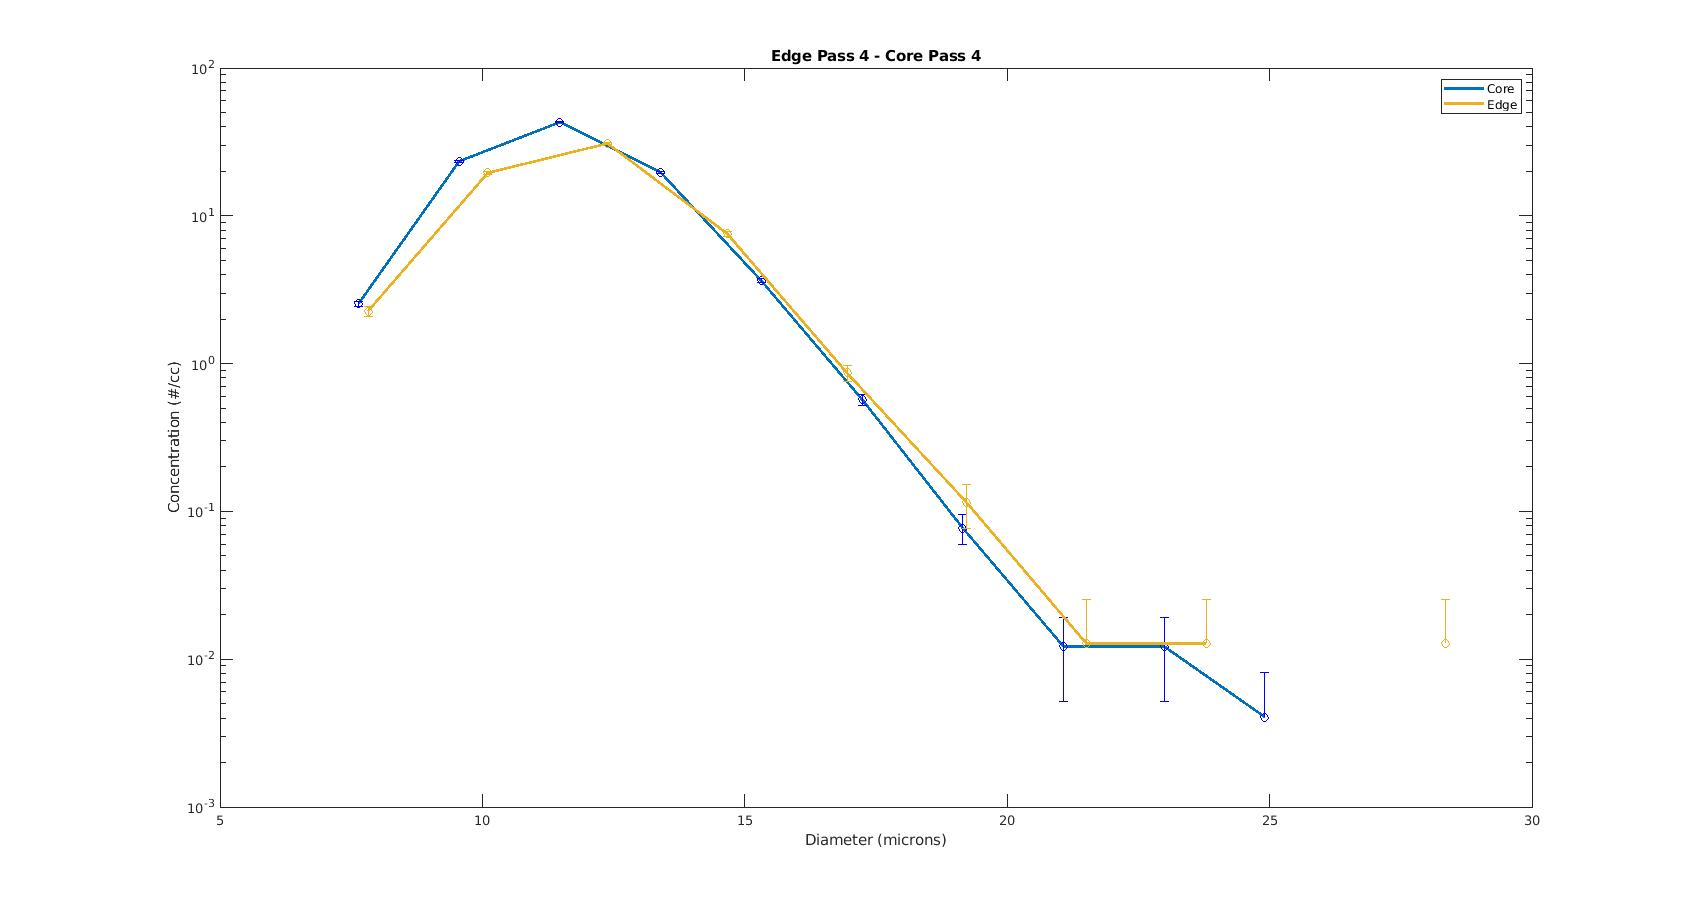 Edge Pass 4 - Core Pass 4
Core
Edge
10^2
10^1
10^0
10^-1
10^-2
10^-3
Concentration (#/cc)
5 10 15 20 25 30
Diameter (microns)